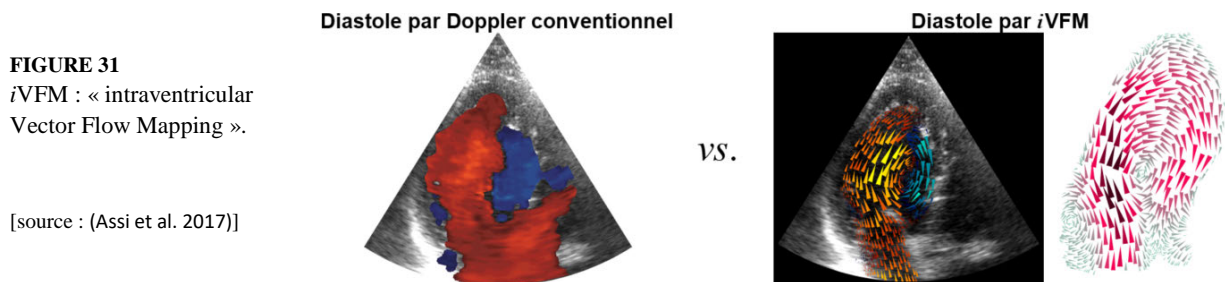 Diastole par Doppler conventionnel
Diastole par iVFM
FIGURE 31
iVFM : « intraventricular
Vector Flow Mapping ».
vs.
[source : (Assi et al. 2017)]